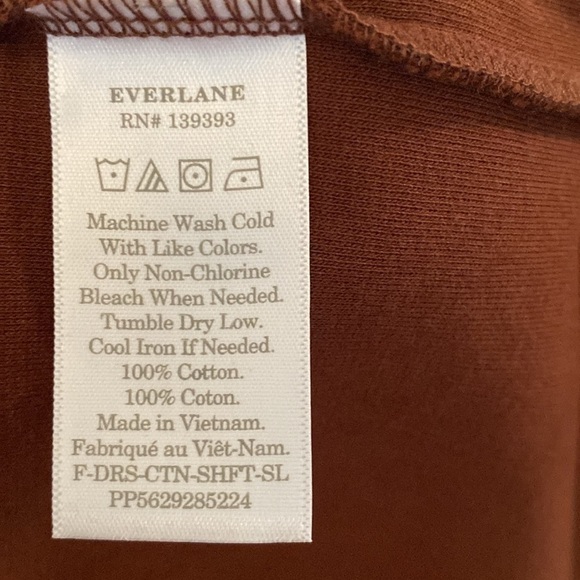 EVERLANE
RN# 139393
Machine Wash Cold
With Like Colors.
Only Non-Chlorine
Bleach When Needed.
Tumble Dry Low.
Cool Iron If Needed.
100% Cotton.
100% Coton.
Made in Vietnam.
Fabriqué au Viêt-Nam.
F-DRS-CTN-SHFT-SL
PP5629285224